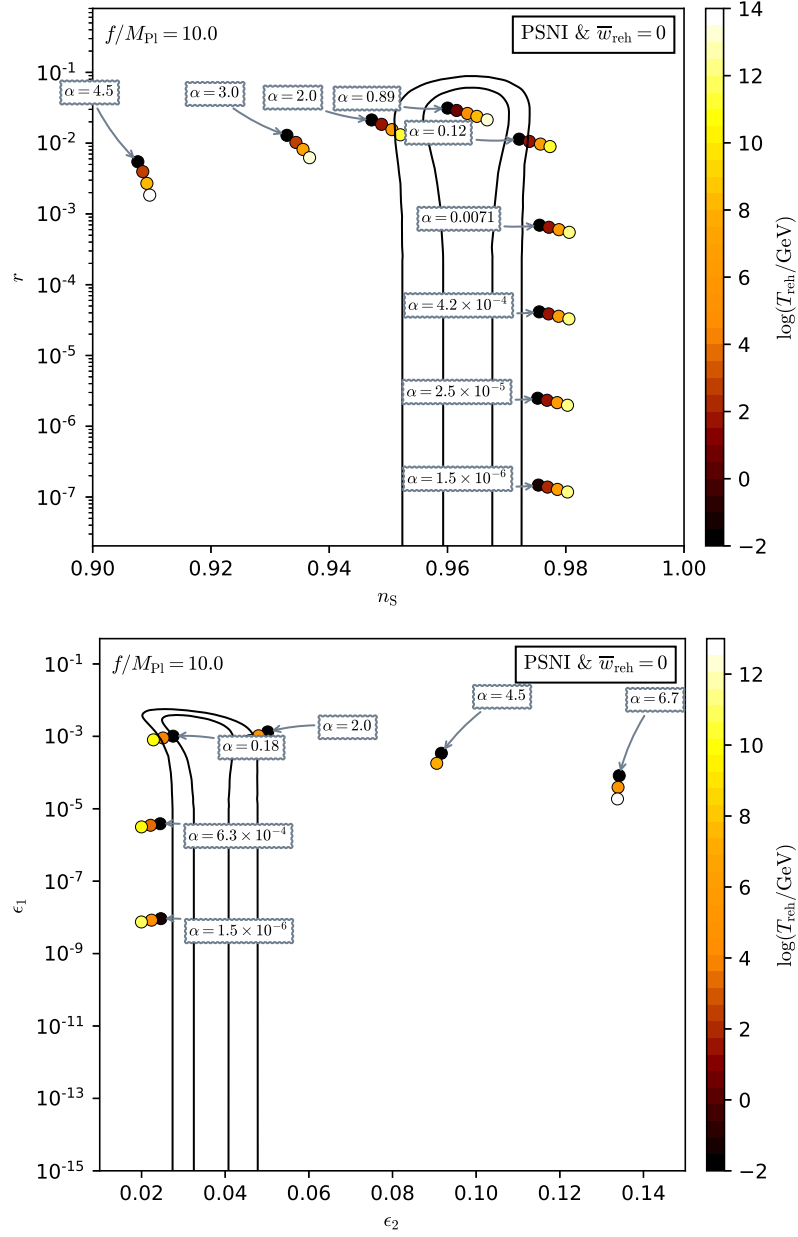 f/M_Pl = 10.0
PSNI & w̅_reh = 0
α = 4.5
α = 3.0
α = 2.0
α = 0.89
α = 0.12
α = 0.0071
α = 4.2 × 10⁻⁴
α = 2.5 × 10⁻⁵
α = 1.5 × 10⁻⁶
10⁻¹
10⁻²
10⁻³
10⁻⁴
10⁻⁵
10⁻⁶
10⁻⁷
r
0.90 0.92 0.94 0.96 0.98 1.00
n_S
14
12
10
8
6
4
2
0
−2
log(T_reh/GeV)
f/M_Pl = 10.0
PSNI & w̅_reh = 0
α = 4.5
α = 6.7
α = 2.0
α = 0.18
α = 6.3 × 10⁻⁴
α = 1.5 × 10⁻⁶
10⁻¹
10⁻³
10⁻⁵
10⁻⁷
10⁻⁹
10⁻¹¹
10⁻¹³
10⁻¹⁵
ϵ₁
0.02 0.04 0.06 0.08 0.10 0.12 0.14
ϵ₂
12
10
8
6
4
2
0
−2
log(T_reh/GeV)